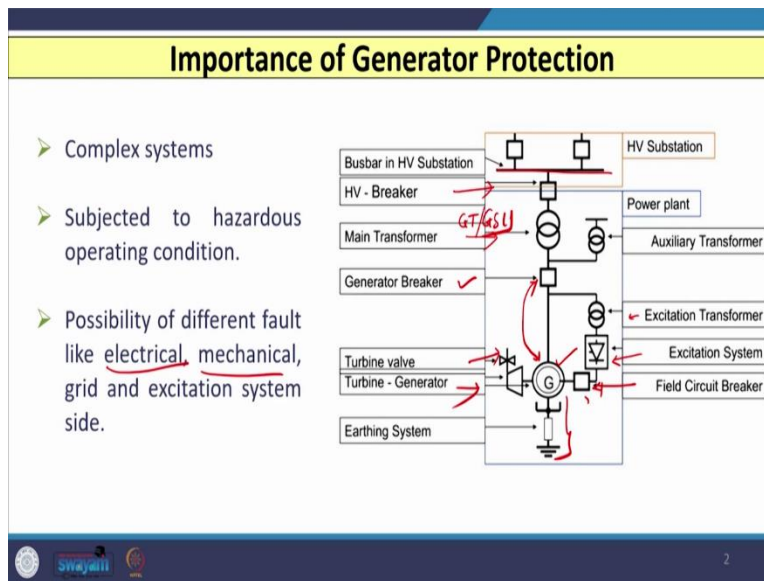 Importance of Generator Protection
➢ Complex systems
➢ Subjected to hazardous
operating condition.
➢ Possibility of different fault
like electrical, mechanical,
grid and excitation system
side.
Busbar in HV Substation
HV - Breaker
GT/GSU
Main Transformer
Generator Breaker
Turbine valve
Turbine - Generator
Earthing System
G
HV Substation
Power plant
Auxiliary Transformer
Excitation Transformer
Excitation System
Field Circuit Breaker
swayam
2